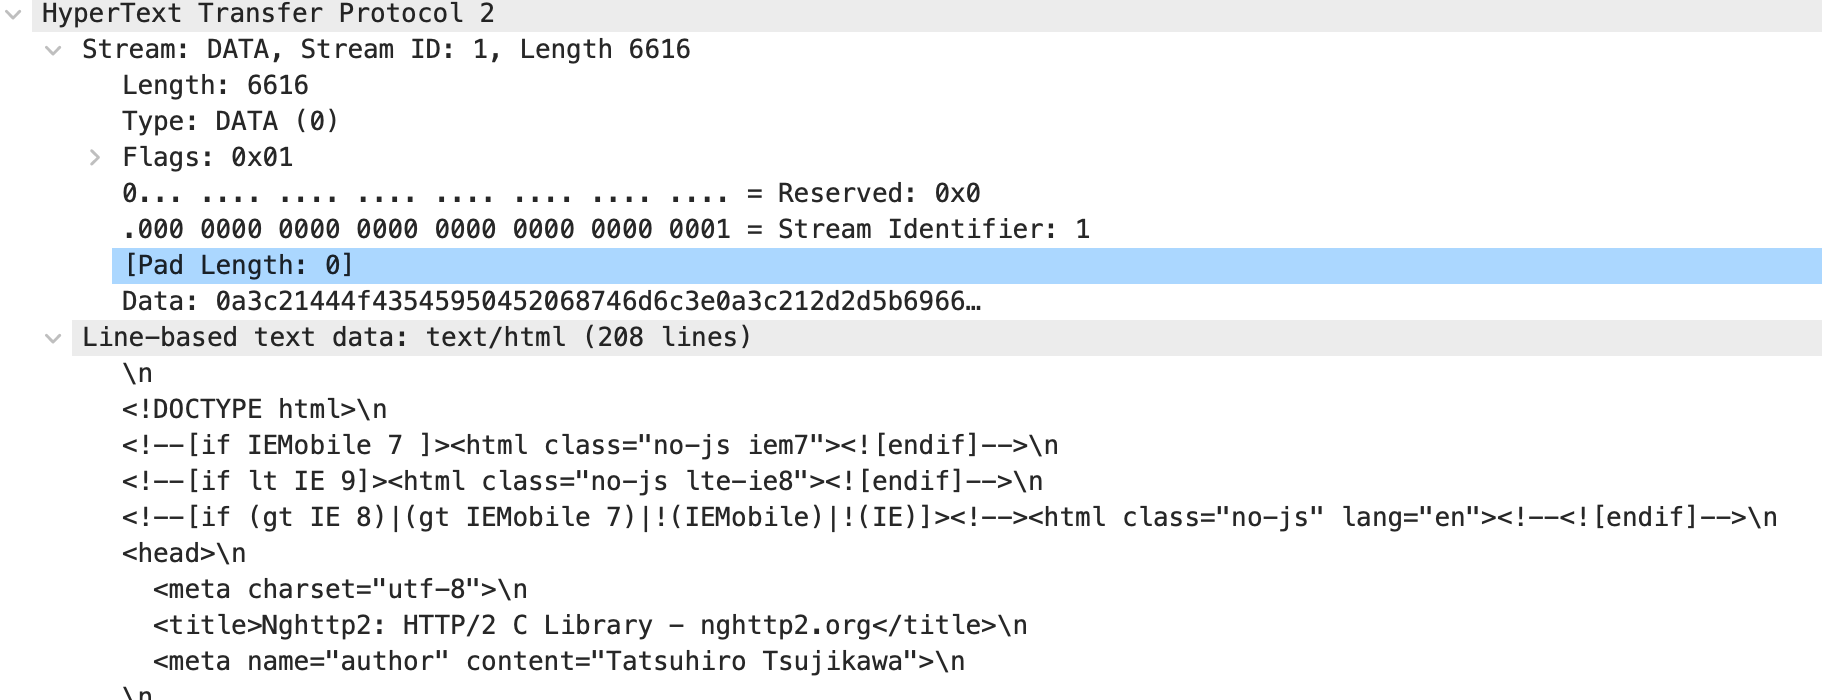 HyperText Transfer Protocol 2
Stream: DATA, Stream ID: 1, Length 6616
Length: 6616
Type: DATA (0)
Flags: 0x01
0... .... .... .... .... .... .... .... = Reserved: 0x0
.000 0000 0000 0000 0000 0000 0000 0001 = Stream Identifier: 1
[Pad Length: 0]
Data: 0a3c21444f43545950452068746d6c3e0a3c212d2d5b6966…
Line-based text data: text/html (208 lines)
\n
<!DOCTYPE html>\n
<!--[if IEMobile 7 ]><html class="no-js iem7"><![endif]-->\n
<!--[if lt IE 9]><html class="no-js lte-ie8"><![endif]-->\n
<!--[if (gt IE 8)|(gt IEMobile 7)|!(IEMobile)|!(IE)]><!--><html class="no-js" lang="en"><!--<![endif]-->\n
<head>\n
<meta charset="utf-8">\n
<title>Nghttp2: HTTP/2 C Library - nghttp2.org</title>\n
<meta name="author" content="Tatsuhiro Tsujikawa">\n
\n